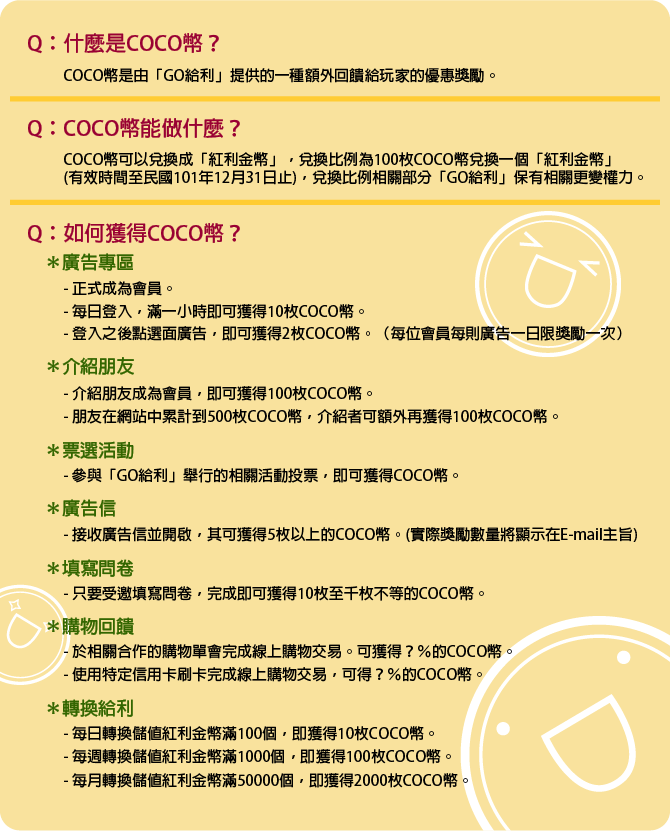 Q：什麼是COCO幣？
COCO幣是由「GO給利」提供的一種額外回饋給玩家的優惠獎勵。
Q：COCO幣能做什麼？
COCO幣可以兌換成「紅利金幣」，兌換比例為100枚COCO幣兌換一個「紅利金幣」
(有效時間至民國101年12月31日止)，兌換比例相關部分「GO給利」保有相關更變權力。
Q：如何獲得COCO幣？
＊廣告專區
- 正式成為會員。
- 每日登入，滿一小時即可獲得10枚COCO幣。
- 登入之後點選面廣告，即可獲得2枚COCO幣。（每位會員每則廣告一日限獎勵一次）
＊介紹朋友
- 介紹朋友成為會員，即可獲得100枚COCO幣。
- 朋友在網站中累計到500枚COCO幣，介紹者可額外再獲得100枚COCO幣。
＊票選活動
- 參與「GO給利」舉行的相關活動投票，即可獲得COCO幣。
＊廣告信
- 接收廣告信並開啟，其可獲得5枚以上的COCO幣。(實際獎勵數量將顯示在E-mail主旨)
＊填寫問卷
- 只要受邀填寫問卷，完成即可獲得10枚至千枚不等的COCO幣。
＊購物回饋
- 於相關合作的購物單會完成線上購物交易。可獲得？%的COCO幣。
- 使用特定信用卡刷卡完成線上購物交易，可得？%的COCO幣。
＊轉換給利
- 每日轉換儲值紅利金幣滿100個，即獲得10枚COCO幣。
- 每週轉換儲值紅利金幣滿1000個，即獲得100枚COCO幣。
- 每月轉換儲值紅利金幣滿50000個，即獲得2000枚COCO幣。